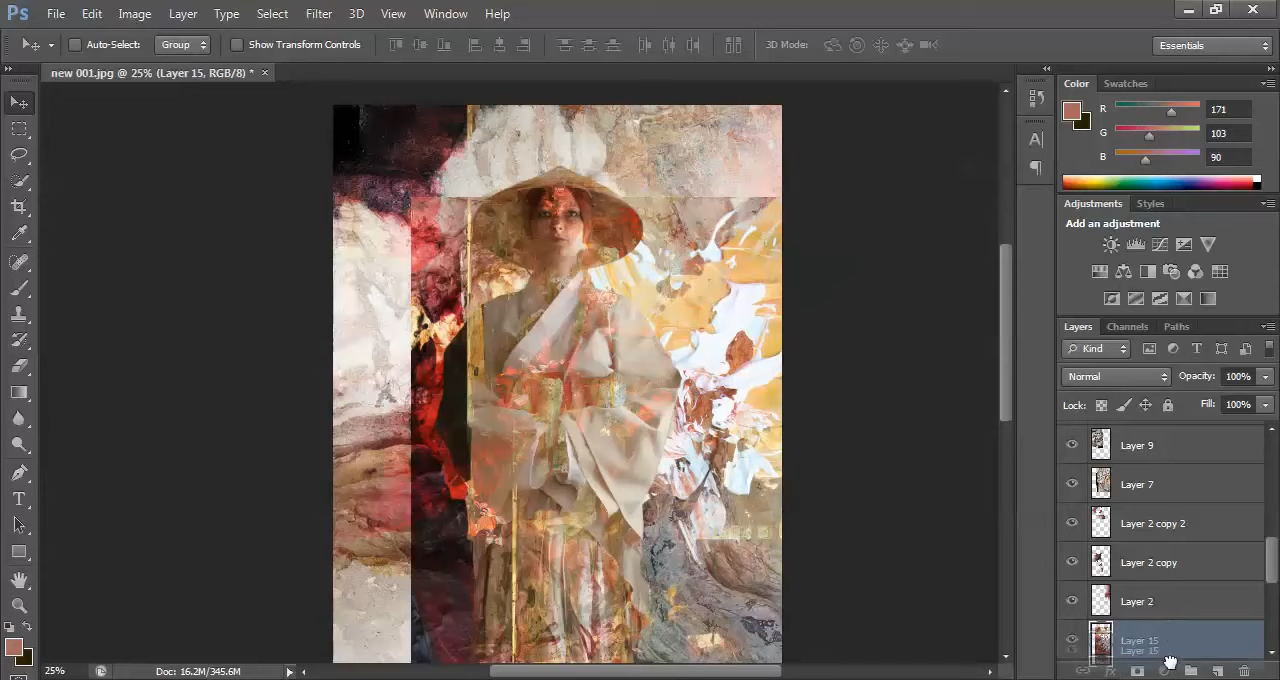 Ps File Edit Image Layer Type Select Filter 3D View Window Help
Auto-Select: Group Show Transform Controls 3D Mode: Essentials
new 001.jpg @ 25% (Layer 15, RGB/8) * ×
Color Swatches
R 171
G 103
B 90
Adjustments Styles
Add an adjustment
Layers Channels Paths
Kind
Normal Opacity: 100%
Lock: Fill: 100%
Layer 9
Layer 7
Layer 2 copy 2
Layer 2 copy
Layer 2
Layer 15
Layer 15
25% Doc: 16.2M/345.6M